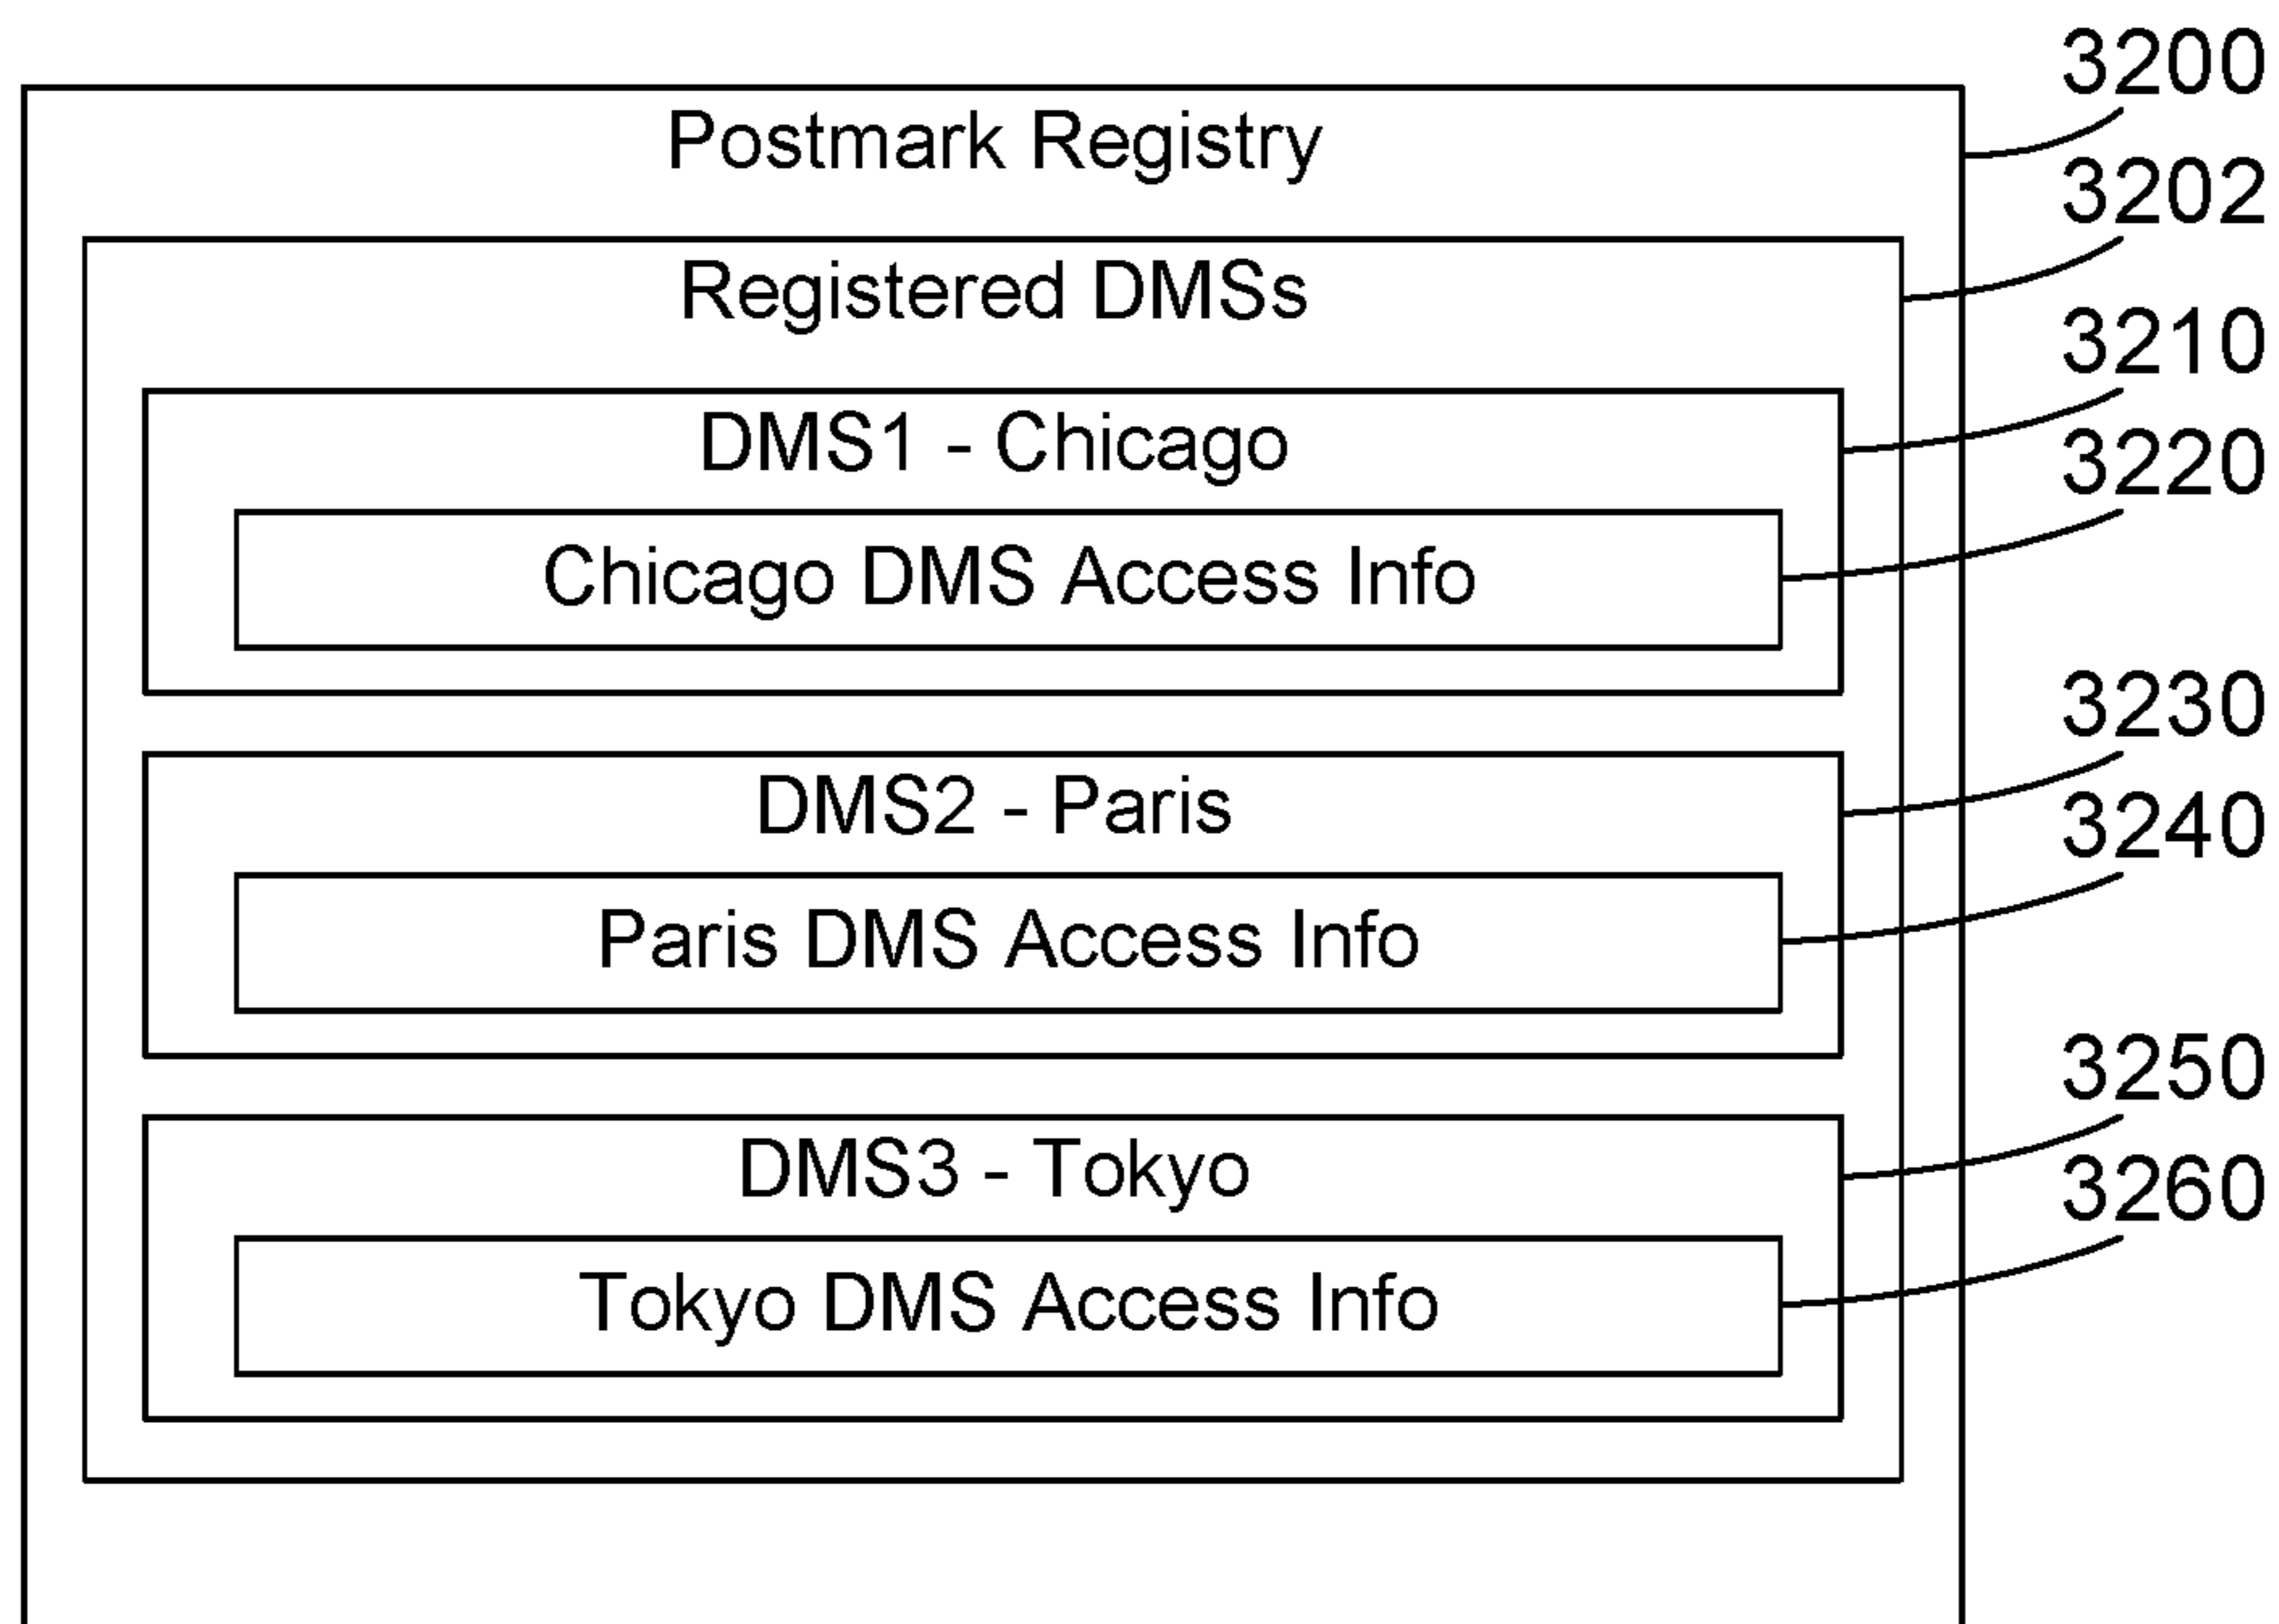 3200
Postmark Registry
3202
Registered DMSs
3210
DMS1 - Chicago
3220
Chicago DMS Access Info
3230
DMS2 - Paris
3240
Paris DMS Access Info
3250
DMS3 - Tokyo
3260
Tokyo DMS Access Info